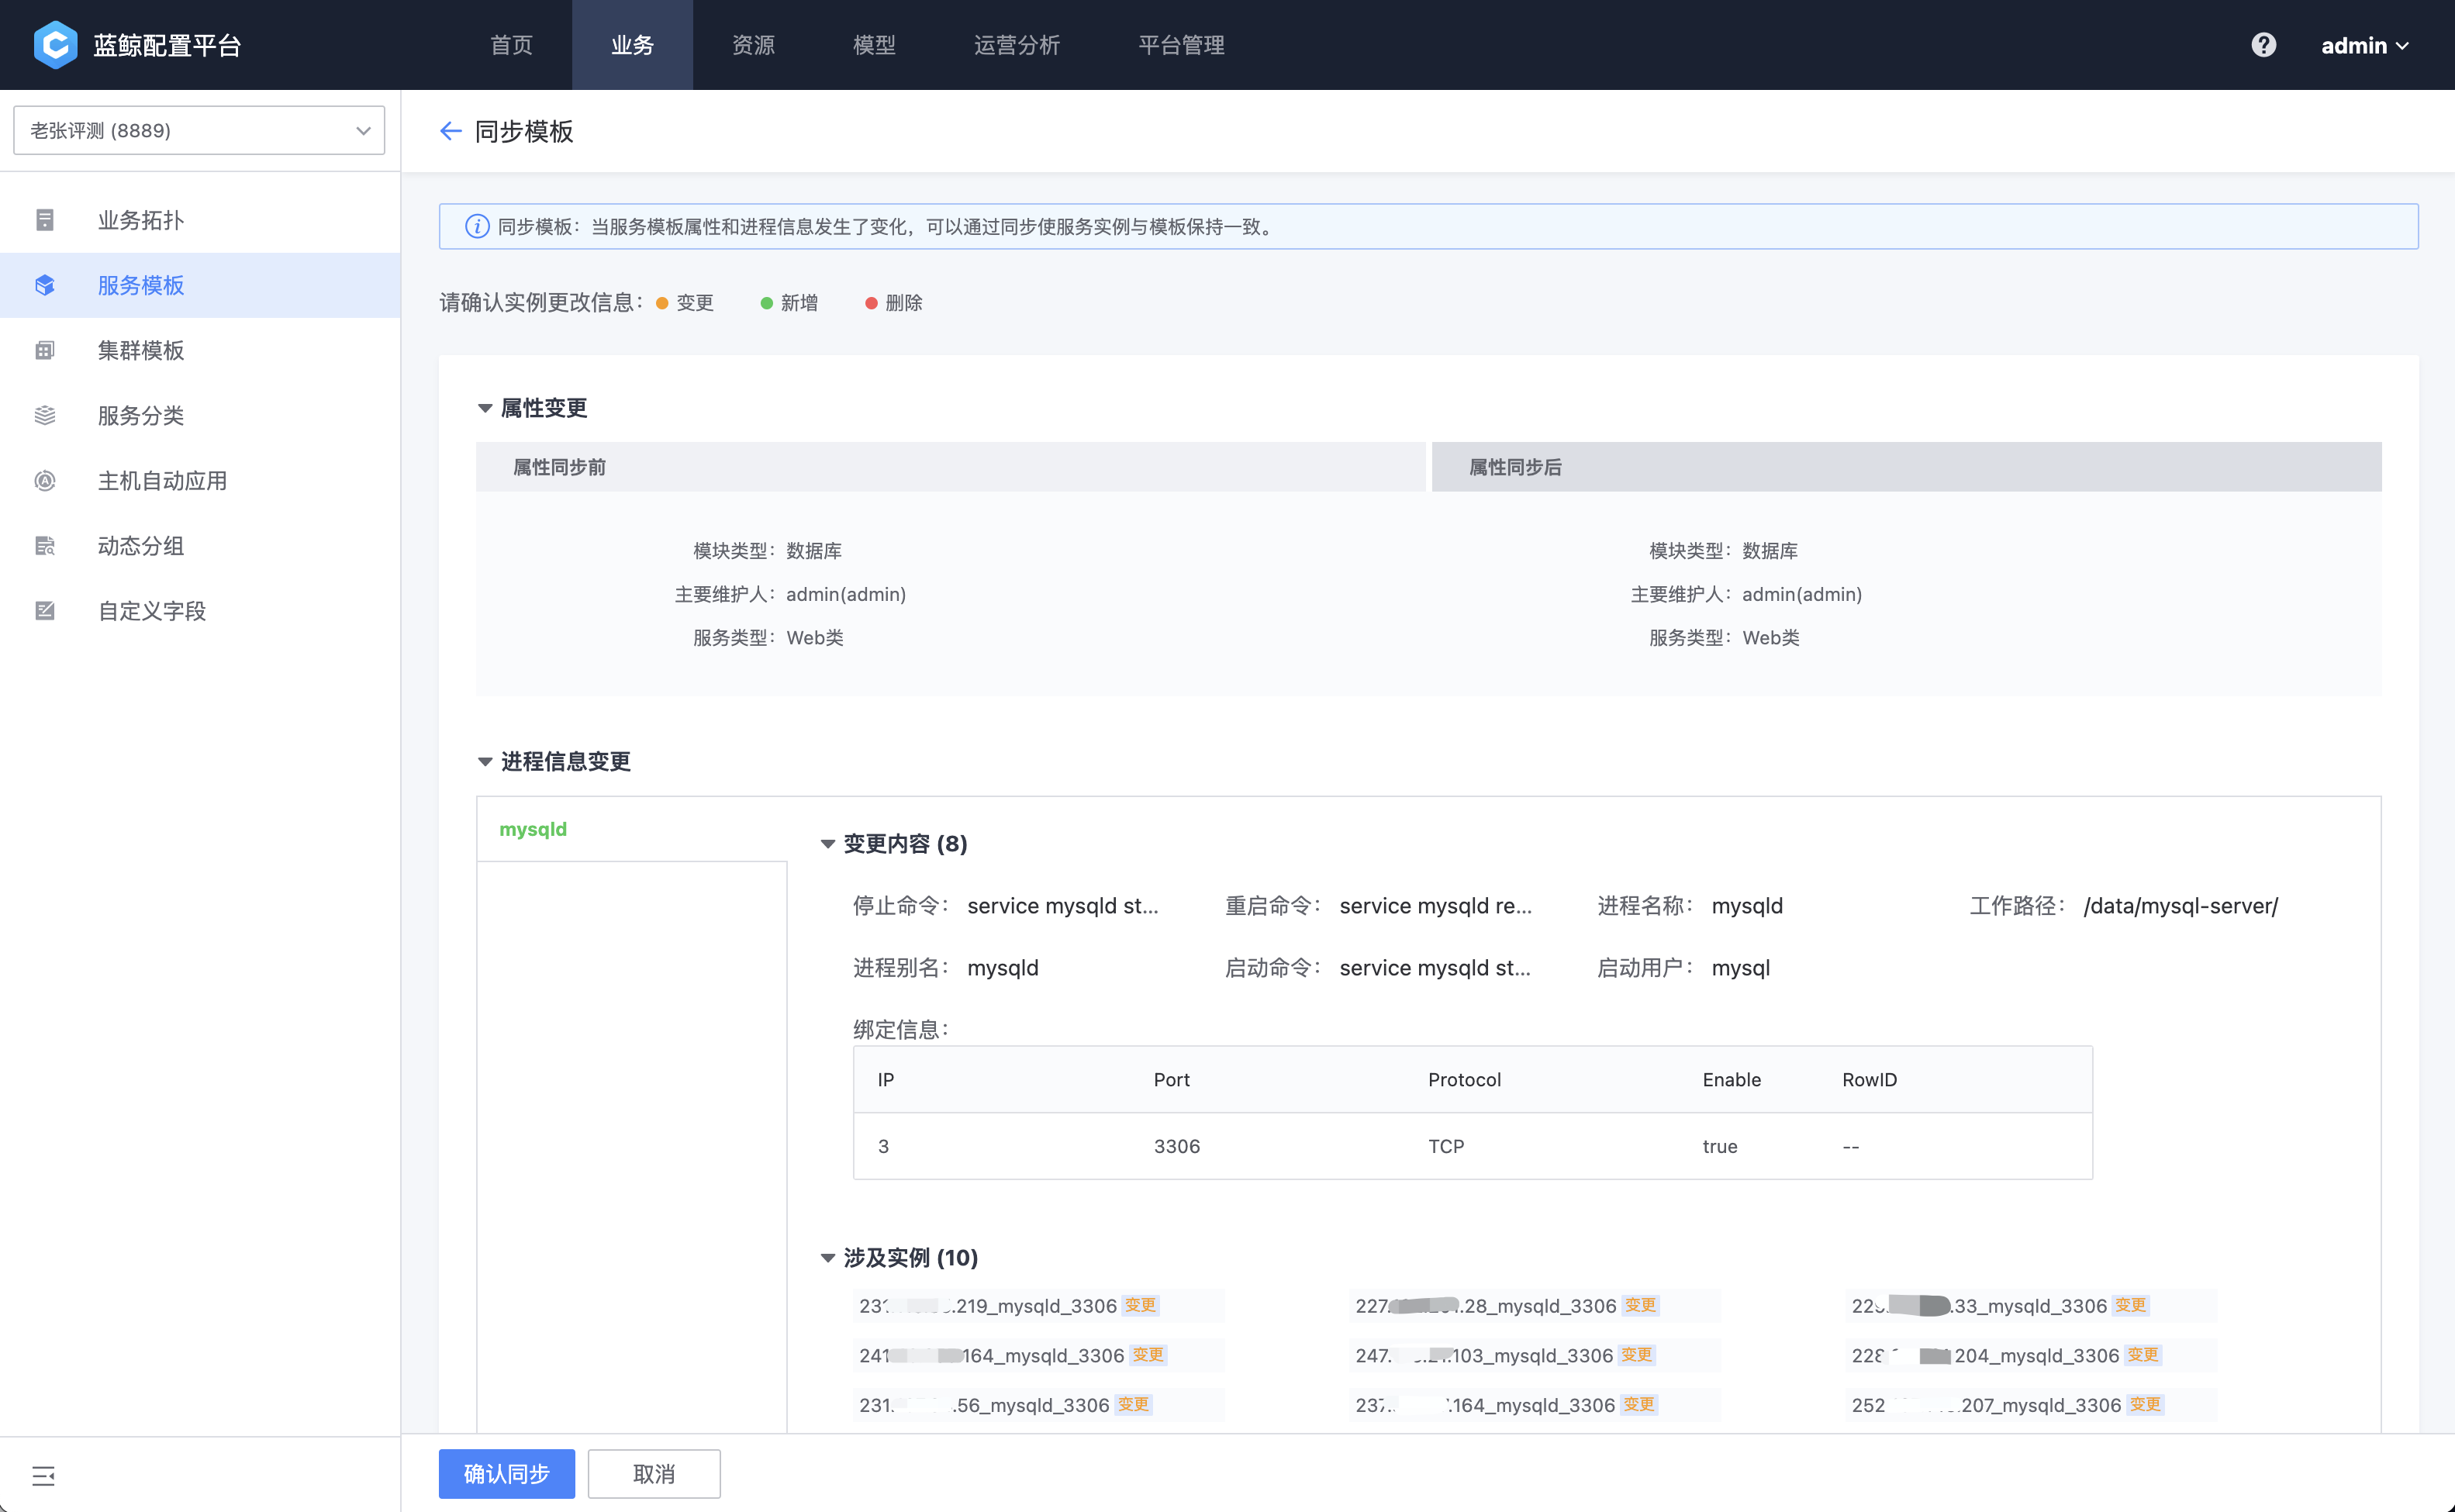 蓝鲸配置平台
首页 业务 资源 模型 运营分析 平台管理
admin
老张评测 (8889)
业务拓扑
服务模板
集群模板
服务分类
主机自动应用
动态分组
自定义字段
同步模板
同步模板：当服务模板属性和进程信息发生了变化，可以通过同步使服务实例与模板保持一致。
请确认实例更改信息： 变更 新增 删除
属性变更
属性同步前 属性同步后
模块类型：数据库 模块类型：数据库
主要维护人：admin(admin) 主要维护人：admin(admin)
服务类型：Web类 服务类型：Web类
进程信息变更
mysqld
变更内容 (8)
停止命令： service mysqld st... 重启命令： service mysqld re... 进程名称： mysqld 工作路径： /data/mysql-server/
进程别名： mysqld 启动命令： service mysqld st... 启动用户： mysql
绑定信息：
IP Port Protocol Enable RowID
3 3306 TCP true --
涉及实例 (10)
.219_mysqld_3306 变更 227. .28_mysqld_3306 变更 .33_mysqld_3306 变更
241 164_mysqld_3306 变更 247. .103_mysqld_3306 变更 204_mysqld_3306 变更
231. .56_mysqld_3306 变更 237. .164_mysqld_3306 变更 252 .207_mysqld_3306 变更
确认同步 取消